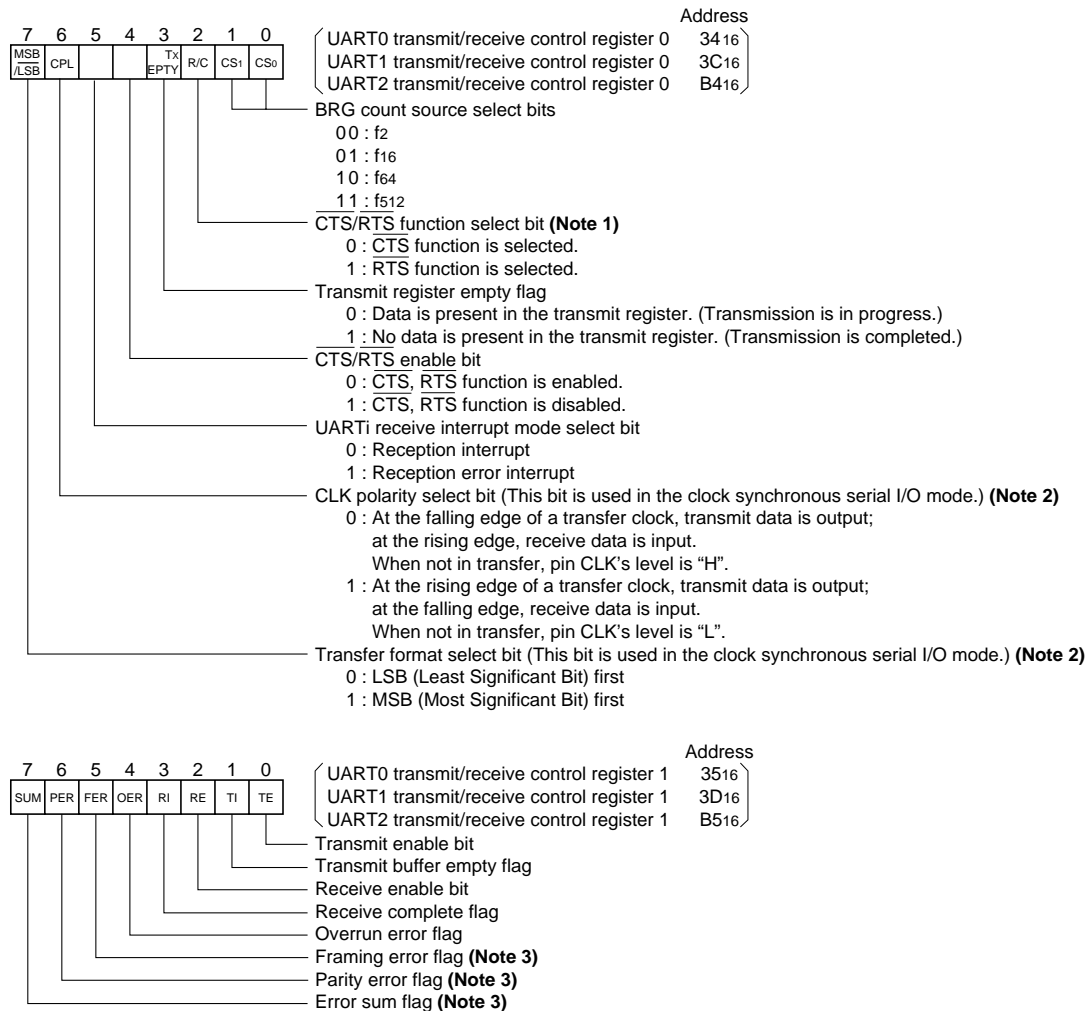 Address
7 6 5 4 3 2 1 0
MSB/LSB CPL Tx EPTY R/C CS1 CS0
UART0 transmit/receive control register 0 3416
UART1 transmit/receive control register 0 3C16
UART2 transmit/receive control register 0 B416
BRG count source select bits
0 0 : f2
0 1 : f16
1 0 : f64
1 1 : f512
CTS/RTS function select bit (Note 1)
0 : CTS function is selected.
1 : RTS function is selected.
Transmit register empty flag
0 : Data is present in the transmit register. (Transmission is in progress.)
1 : No data is present in the transmit register. (Transmission is completed.)
CTS/RTS enable bit
0 : CTS, RTS function is enabled.
1 : CTS, RTS function is disabled.
UARTi receive interrupt mode select bit
0 : Reception interrupt
1 : Reception error interrupt
CLK polarity select bit (This bit is used in the clock synchronous serial I/O mode.) (Note 2)
0 : At the falling edge of a transfer clock, transmit data is output;
at the rising edge, receive data is input.
When not in transfer, pin CLK's level is “H”.
1 : At the rising edge of a transfer clock, transmit data is output;
at the falling edge, receive data is input.
When not in transfer, pin CLK's level is “L”.
Transfer format select bit (This bit is used in the clock synchronous serial I/O mode.) (Note 2)
0 : LSB (Least Significant Bit) first
1 : MSB (Most Significant Bit) first
Address
7 6 5 4 3 2 1 0
SUM PER FER OER RI RE TI TE
UART0 transmit/receive control register 1 3516
UART1 transmit/receive control register 1 3D16
UART2 transmit/receive control register 1 B516
Transmit enable bit
Transmit buffer empty flag
Receive enable bit
Receive complete flag
Overrun error flag
Framing error flag (Note 3)
Parity error flag (Note 3)
Error sum flag (Note 3)